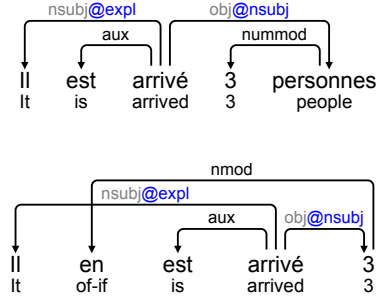 nsubj@expl obj@nsubj
aux nummod
Il est arrivé 3 personnes
It is arrived 3 people
nmod
nsubj@expl
aux obj@nsubj
Il en est arrivé 3
It of-if is arrived 3